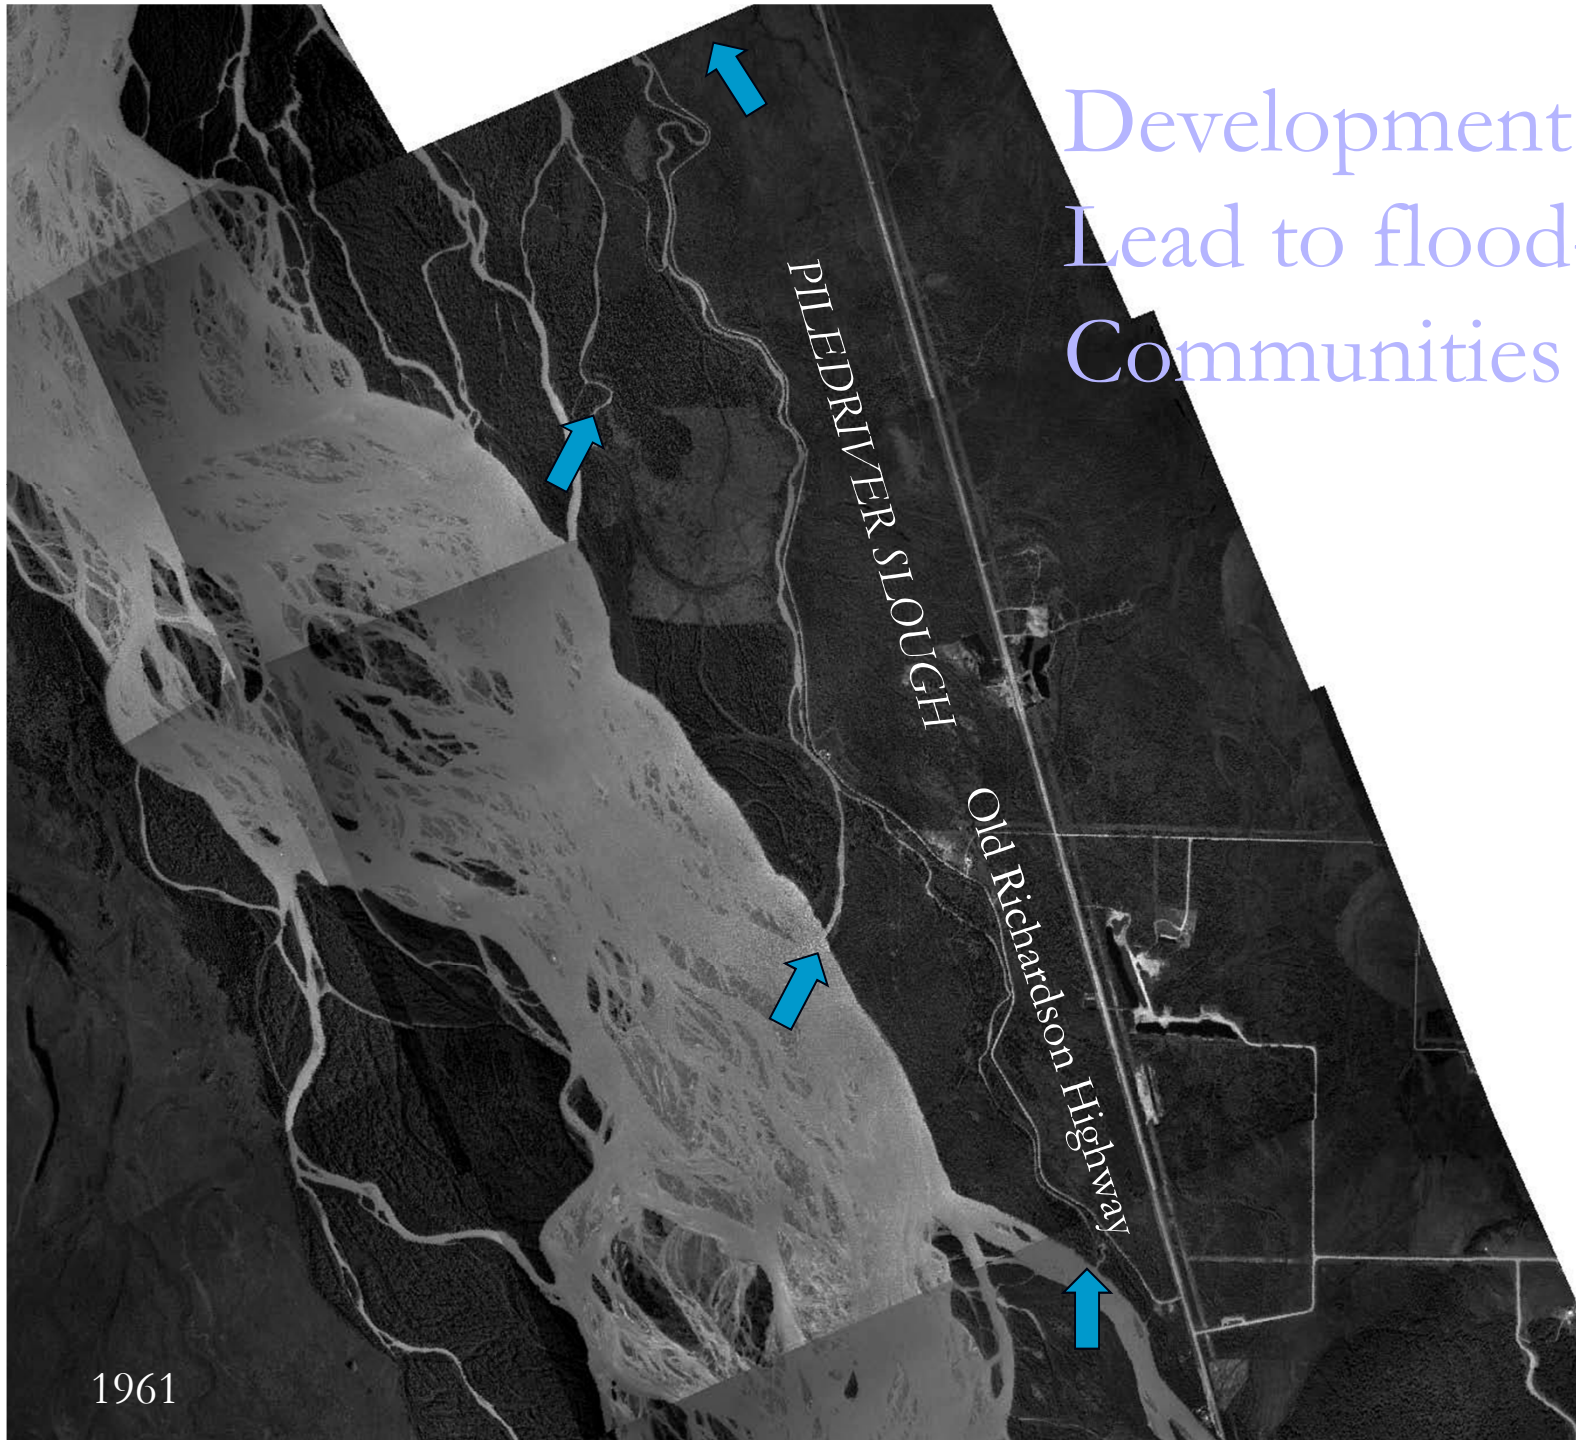 Development
Lead to flood-
Communities
PILEDRIVER SLOUGH
Old Richardson Highway
1961